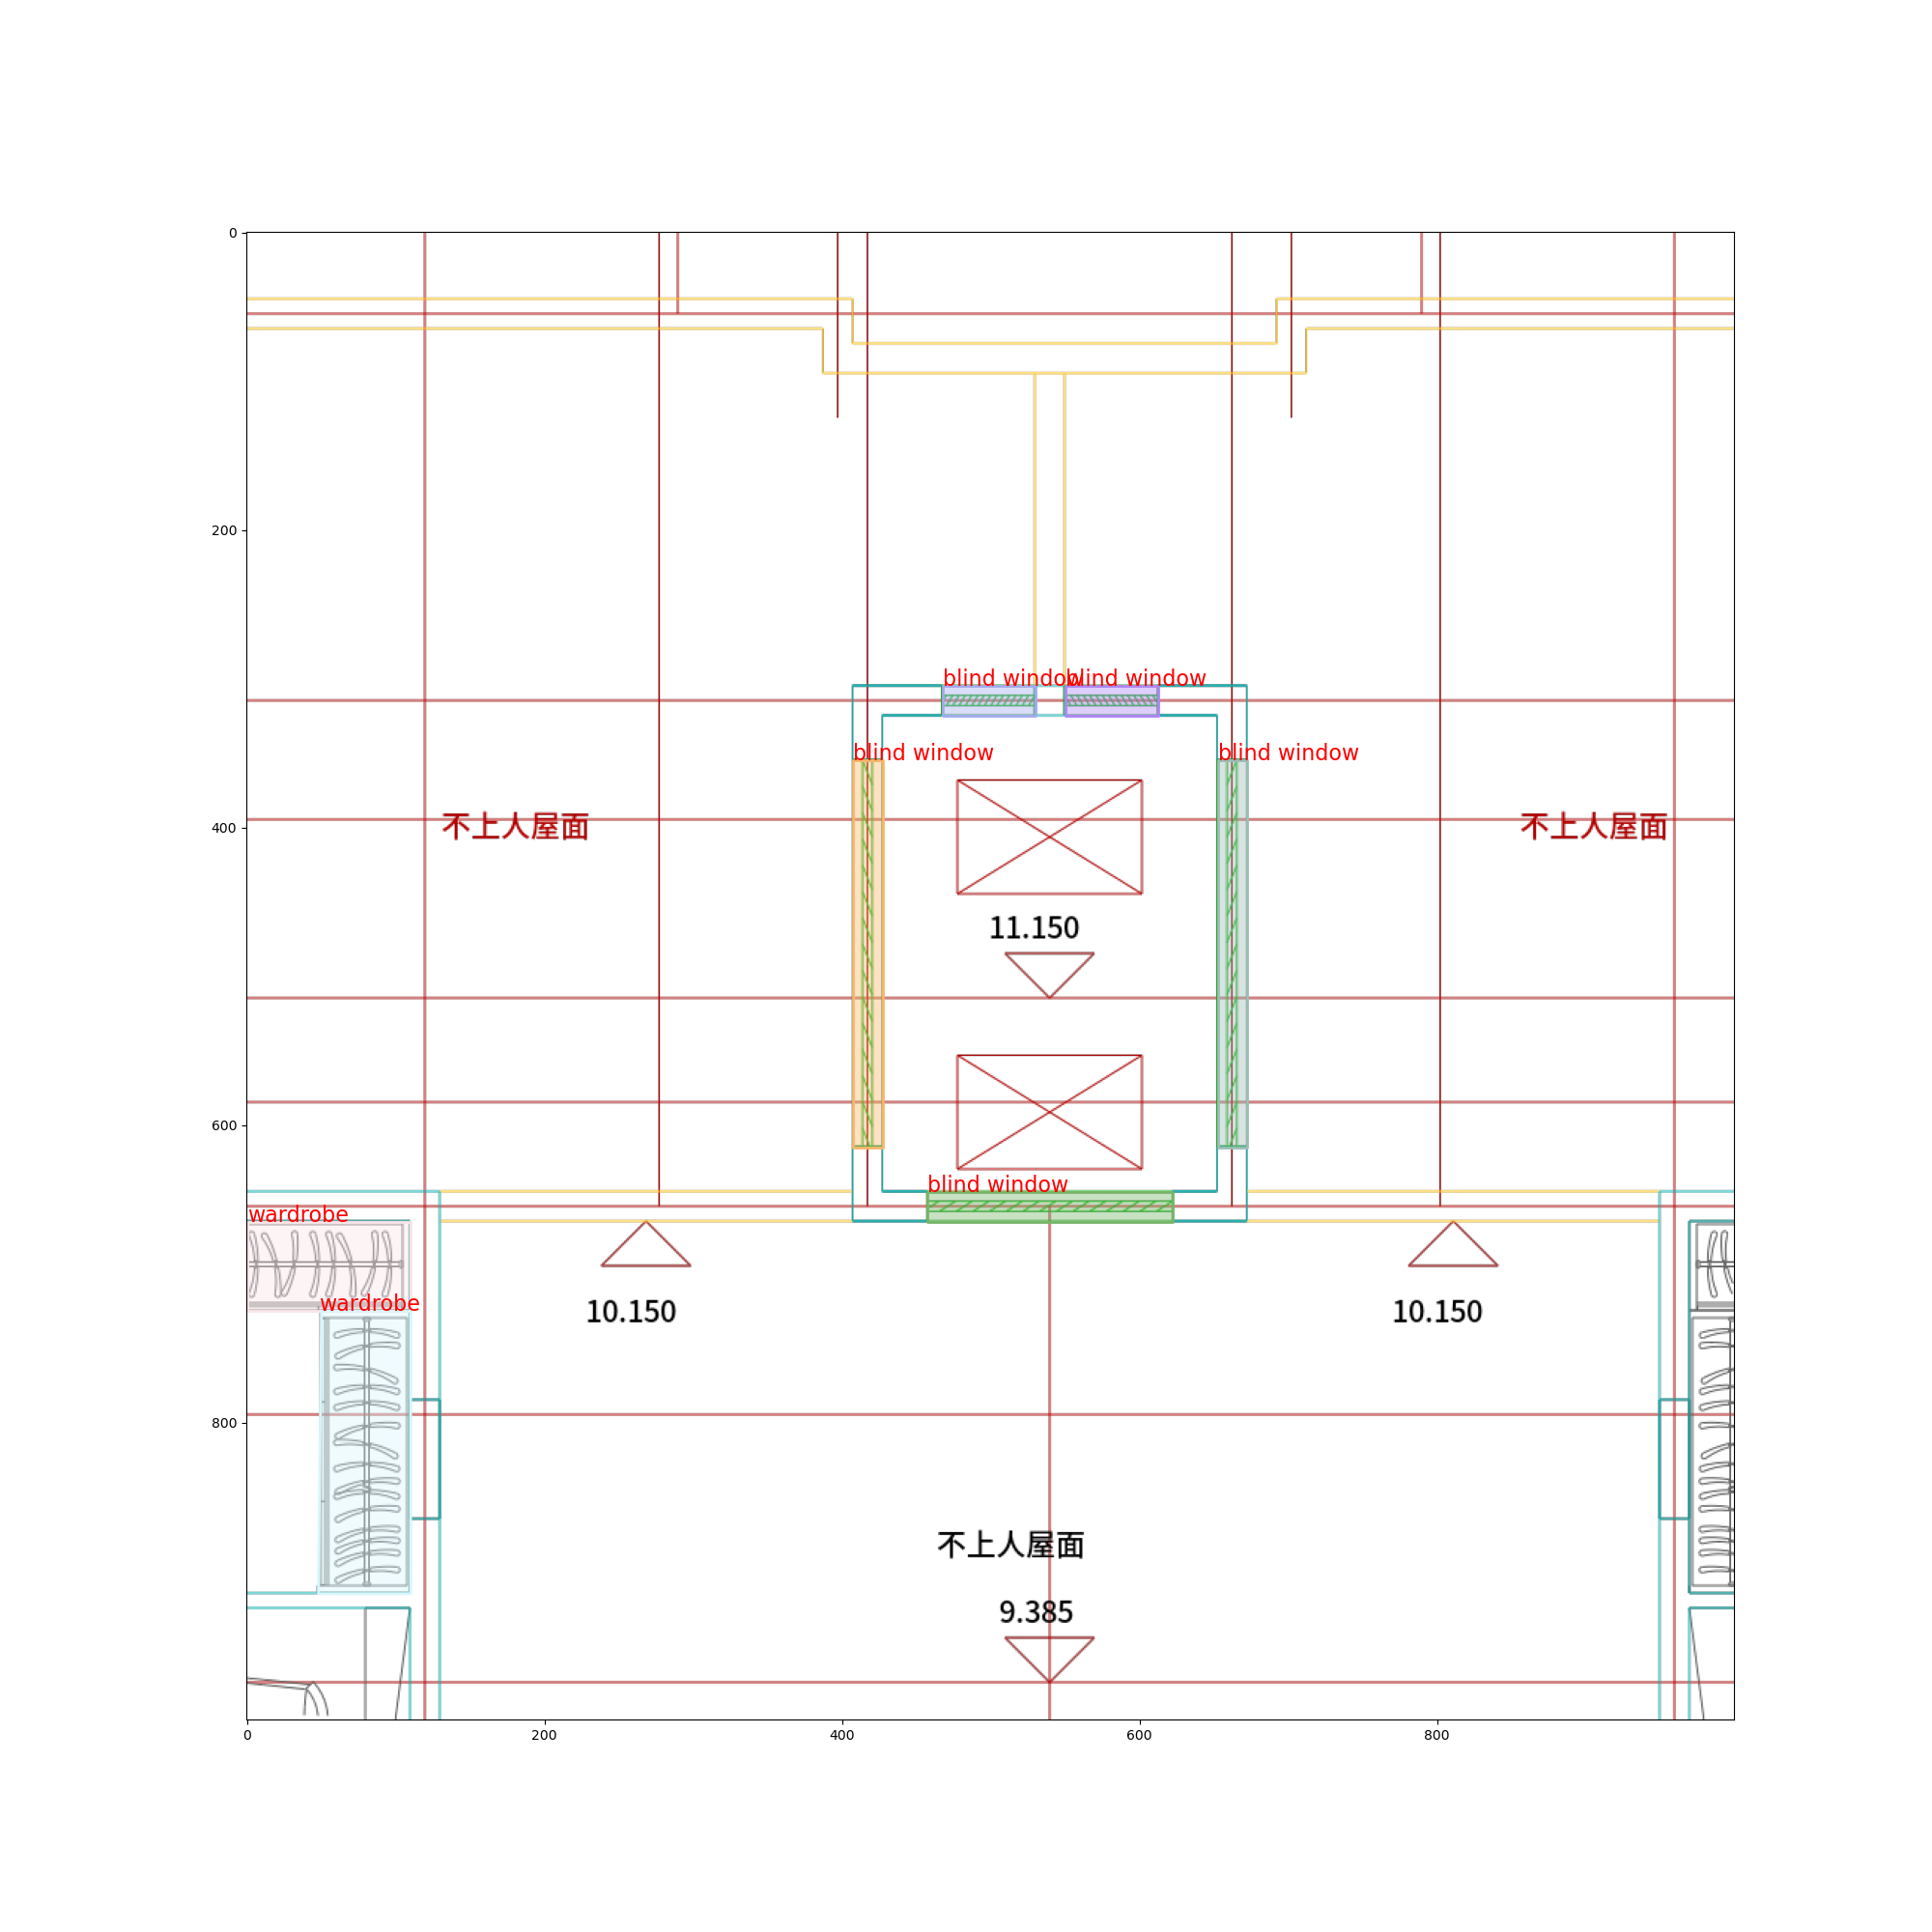 0
200
blind window blind window
blind window blind window
400
不上人屋面 不上人屋面
11.150
600
blind window
wardrobe
wardrobe
10.150 10.150
800
不上人屋面
9.385
0 200 400 600 800